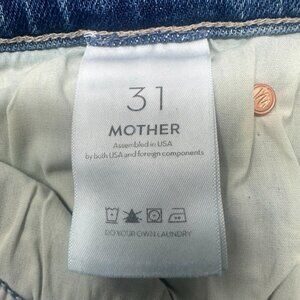 31
MOTHER
Assembled in USA
by both USA and foreign components
DO YOUR OWN LAUNDRY